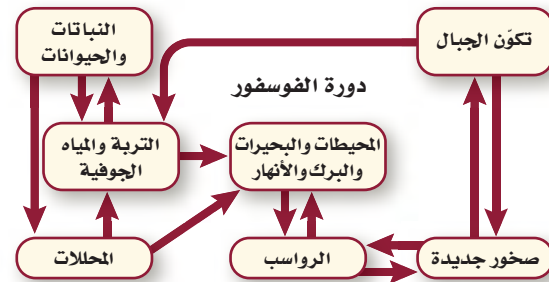 تكوّن الجبال
النباتات
والحيوانات
دورة الفوسفور
المحيطات والبحيرات
والبرك والأنهار
التربة والمياه
الجوفية
صخور جديدة
الرواسب
المحللات